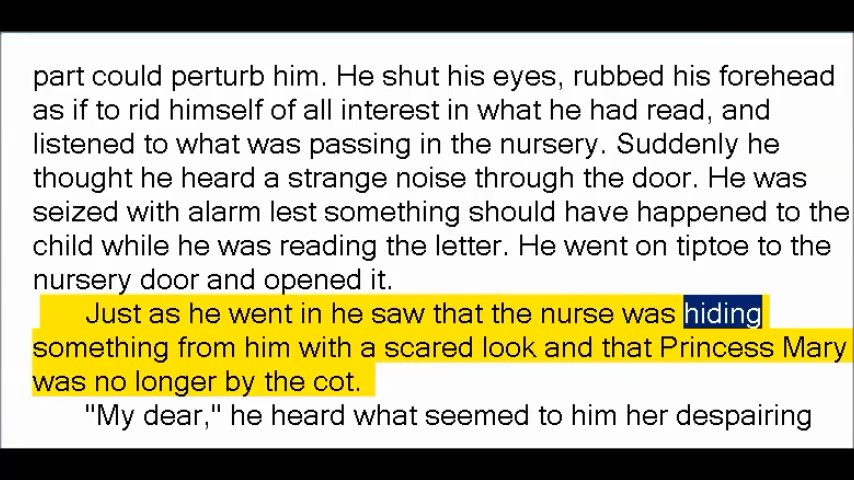 part could perturb him. He shut his eyes, rubbed his forehead
as if to rid himself of all interest in what he had read, and
listened to what was passing in the nursery. Suddenly he
thought he heard a strange noise through the door. He was
seized with alarm lest something should have happened to the
child while he was reading the letter. He went on tiptoe to the
nursery door and opened it.
Just as he went in he saw that the nurse was hiding
something from him with a scared look and that Princess Mary
was no longer by the cot.
"My dear," he heard what seemed to him her despairing